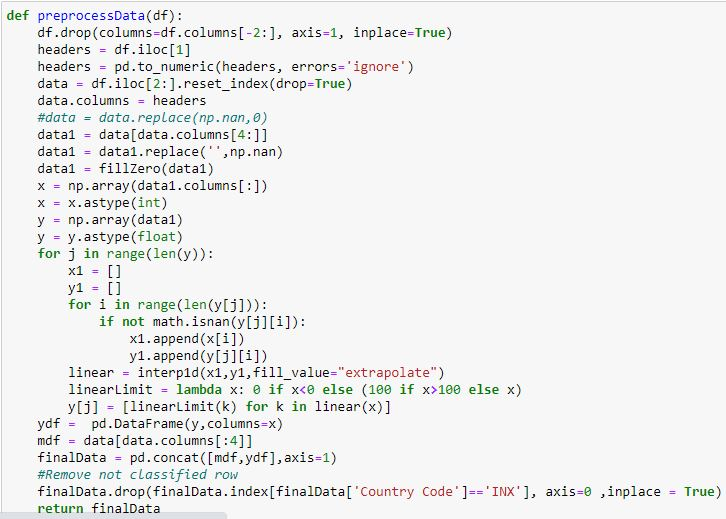 def preprocessData(df):
    df.drop(columns=df.columns[-2:], axis=1, inplace=True)
    headers = df.iloc[1]
    headers = pd.to_numeric(headers, errors='ignore')
    data = df.iloc[2:].reset_index(drop=True)
    data.columns = headers
    #data = data.replace(np.nan,0)
    data1 = data[data.columns[4:]]
    data1 = data1.replace('',np.nan)
    data1 = fillZero(data1)
    x = np.array(data1.columns[:])
    x = x.astype(int)
    y = np.array(data1)
    y = y.astype(float)
    for j in range(len(y)):
        x1 = []
        y1 = []
        for i in range(len(y[j])):
            if not math.isnan(y[j][i]):
                x1.append(x[i])
                y1.append(y[j][i])
        linear = interp1d(x1,y1,fill_value="extrapolate")
        linearLimit = lambda x: 0 if x<0 else (100 if x>100 else x)
        y[j] = [linearLimit(k) for k in linear(x)]
    ydf =  pd.DataFrame(y,columns=x)
    mdf = data[data.columns[:4]]
    finalData = pd.concat([mdf,ydf],axis=1)
    #Remove not classified row
    finalData.drop(finalData.index[finalData['Country Code']=='INX'], axis=0 ,inplace = True)
    return finalData